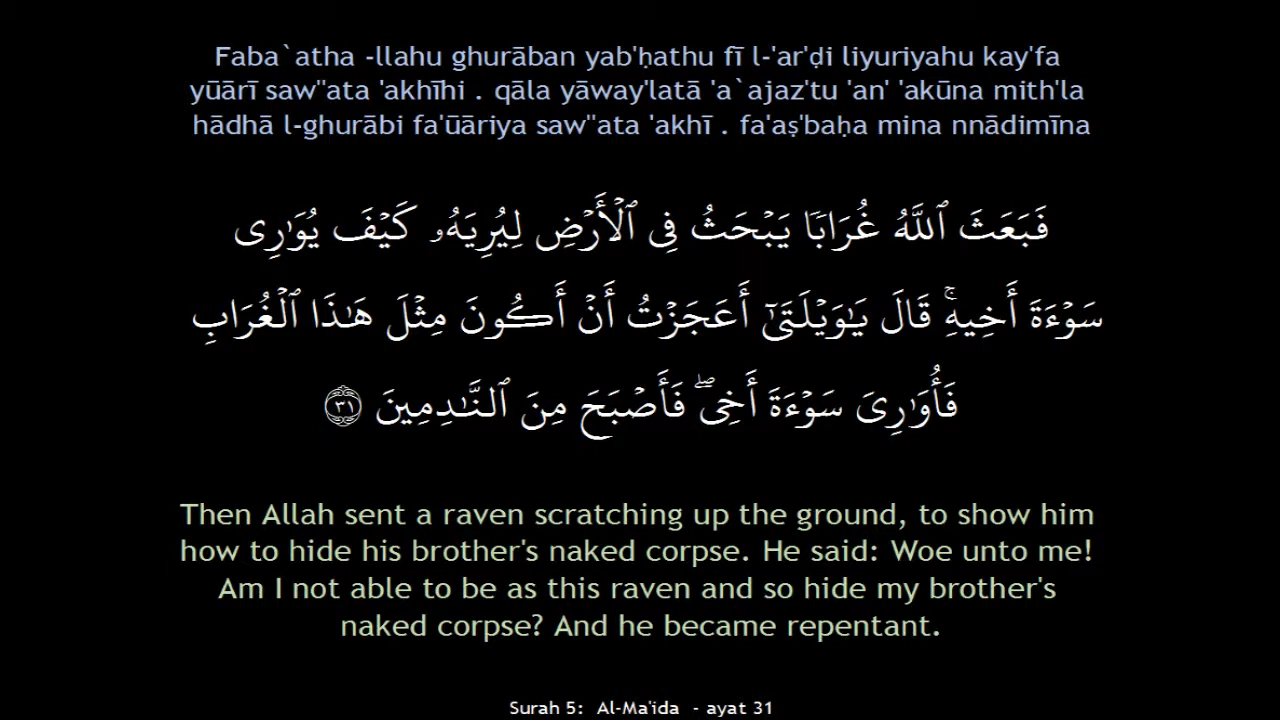 Faba`atha -llahu ghurāban yab'ḥathu fī l-'ar'ḍi liyuriyahu kay'fa
yūārī saw''ata 'akhīhi . qāla yāway'latā 'a`ajaz'tu 'an' 'akūna mith'la
hādhā l-ghurābi fa'ūāriya saw''ata 'akhī . fa'aṣ'baḥa mina nnādimīna
فَبَعَثَ ٱللَّهُ غُرَابًا يَبْحَثُ فِى ٱلْأَرْضِ لِيُرِيَهُۥ كَيْفَ يُوَٰرِى
سَوْءَةَ أَخِيهِ ۚ قَالَ يَـٰوَيْلَتَىٰٓ أَعَجَزْتُ أَنْ أَكُونَ مِثْلَ هَـٰذَا ٱلْغُرَابِ
فَأُوَٰرِىَ سَوْءَةَ أَخِى ۖ فَأَصْبَحَ مِنَ ٱلنَّـٰدِمِينَ ٣١
Then Allah sent a raven scratching up the ground, to show him
how to hide his brother's naked corpse. He said: Woe unto me!
Am I not able to be as this raven and so hide my brother's
naked corpse? And he became repentant.
Surah 5: Al-Ma'ida - ayat 31